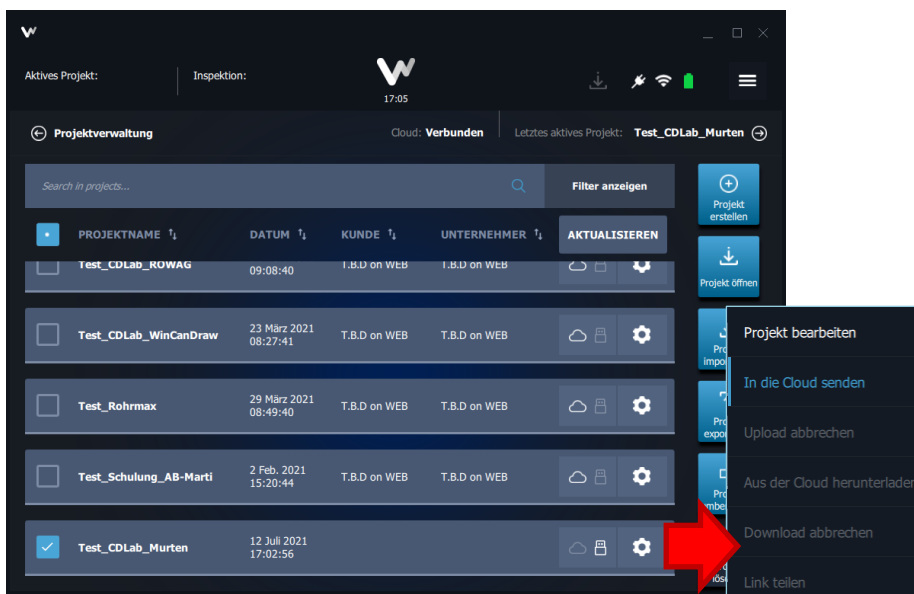 Aktives Projekt:
Inspektion:
17:05
Projektverwaltung
Cloud: Verbunden
Letztes aktives Projekt: Test_CDLab_Murten
Search in projects...
Filter anzeigen
PROJEKTNAME
DATUM
KUNDE
UNTERNEHMER
AKTUALISIEREN
Test_CDLab_ROWAG
09:08:40
T.B.D on WEB
T.B.D on WEB
Test_CDLab_WinCanDraw
23 März 2021
08:27:41
T.B.D on WEB
T.B.D on WEB
Test_Rohrmax
29 März 2021
08:49:40
T.B.D on WEB
T.B.D on WEB
Test_Schulung_AB-Marti
2 Feb. 2021
15:20:44
T.B.D on WEB
T.B.D on WEB
Test_CDLab_Murten
12 Juli 2021
17:02:56
Projekt
erstellen
Projekt öffnen
Projekt bearbeiten
In die Cloud senden
Upload abbrechen
Aus der Cloud herunterladen
Download abbrechen
Link teilen